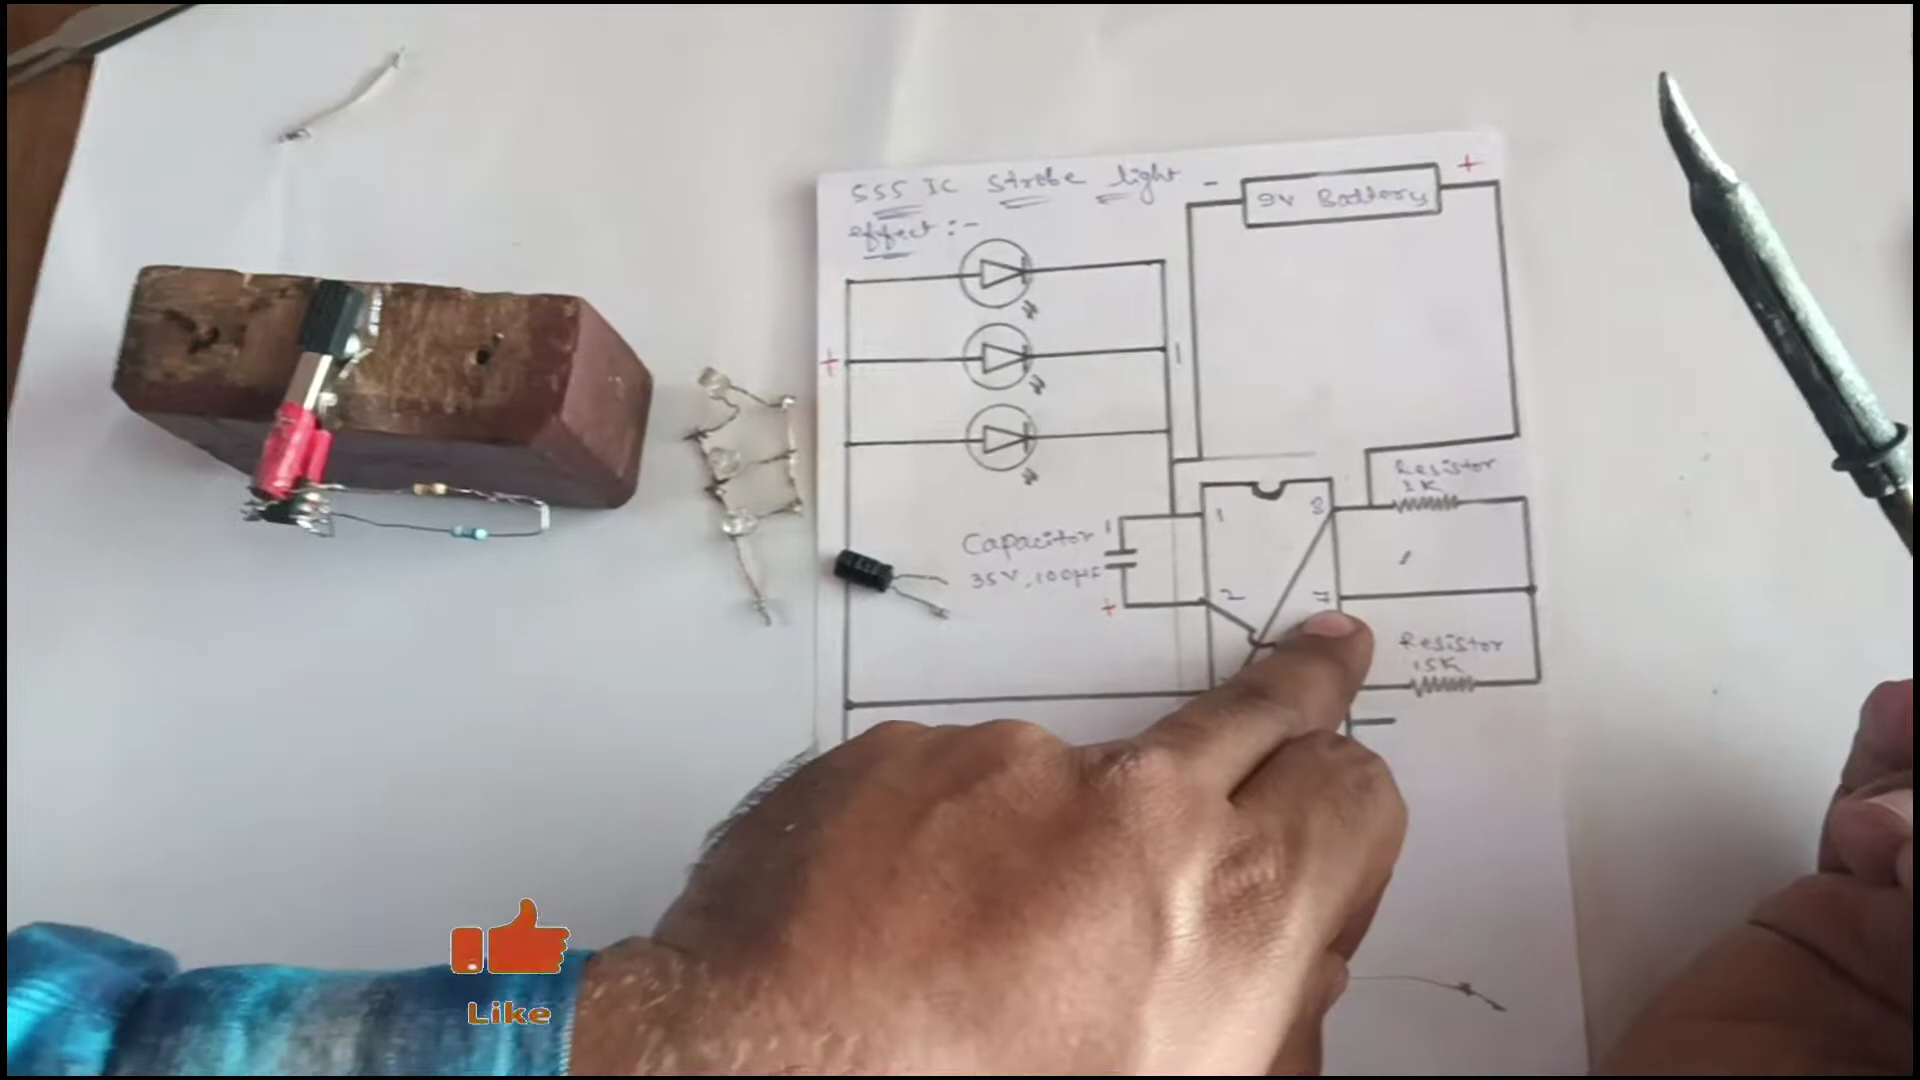 555 IC Strobe light
effect :-
- 9V Battery +
+
Resistor
1K
1 8
Capacitor
35V, 100µF
+
2 7
Resistor
15K
Like